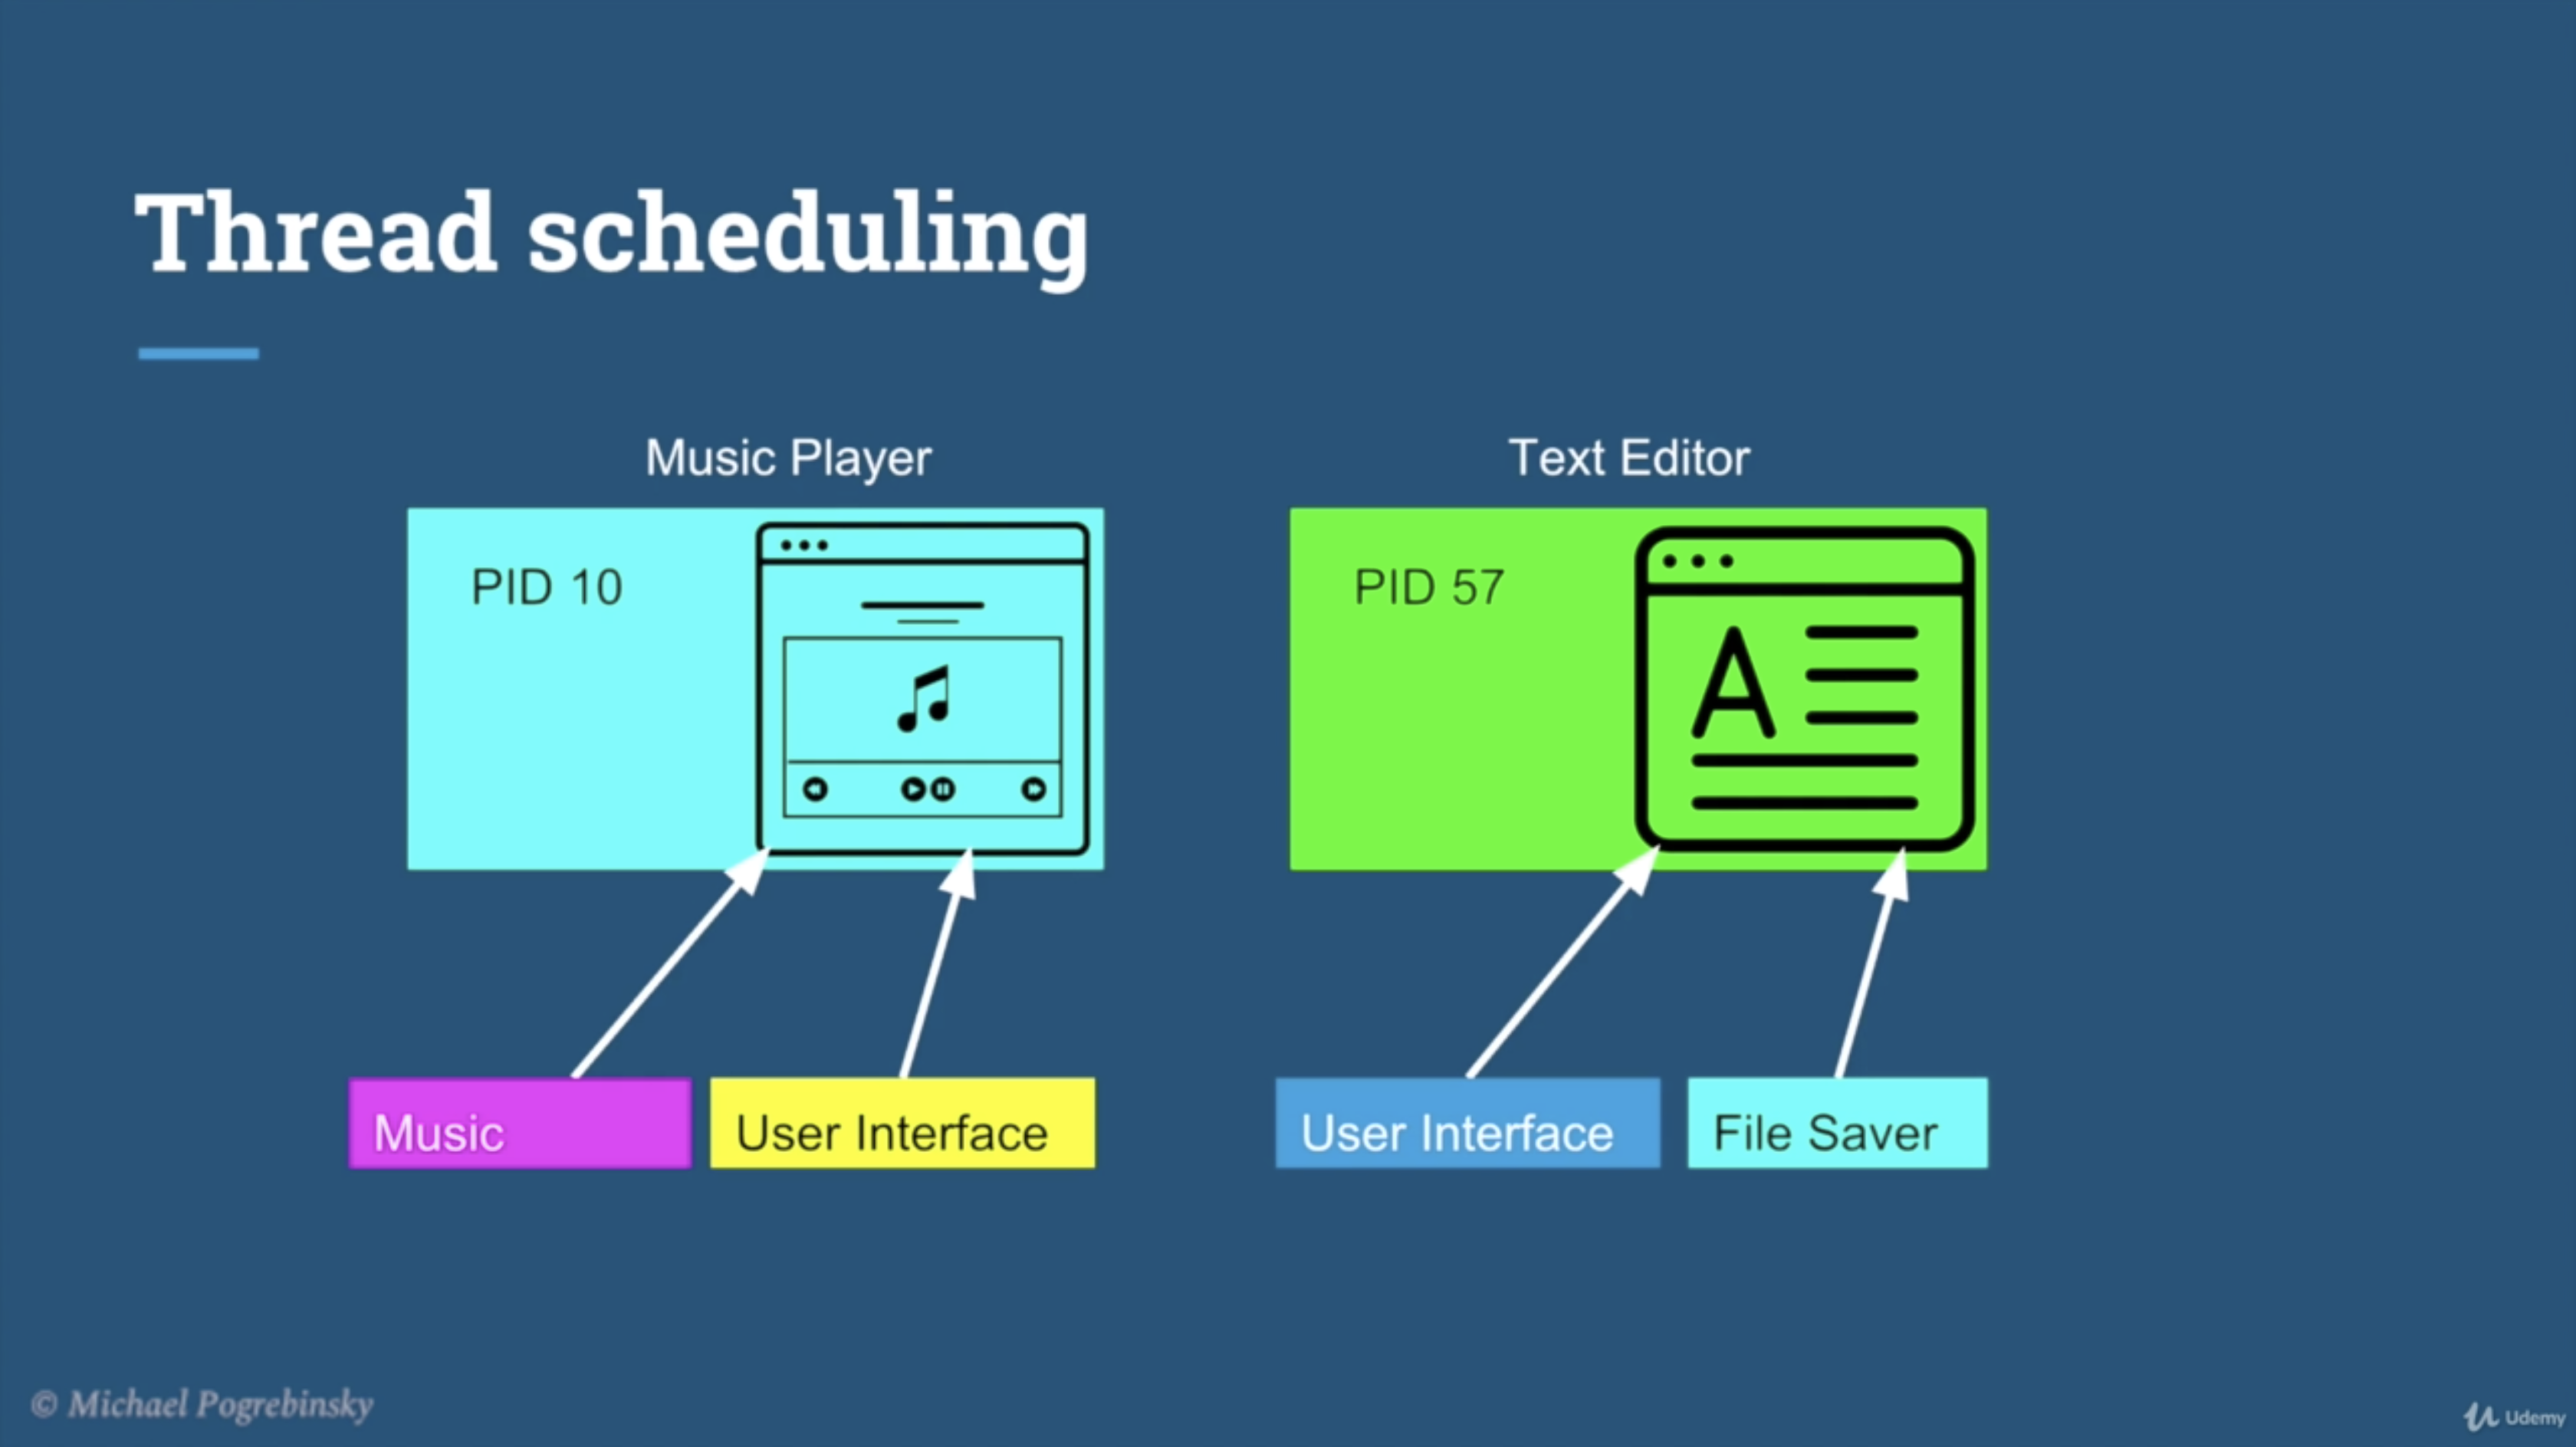 Thread scheduling
Music Player
Text Editor
PID 10
PID 57
A
Music
User Interface
User Interface
File Saver
© Michael Pogrebinsky
Udemy